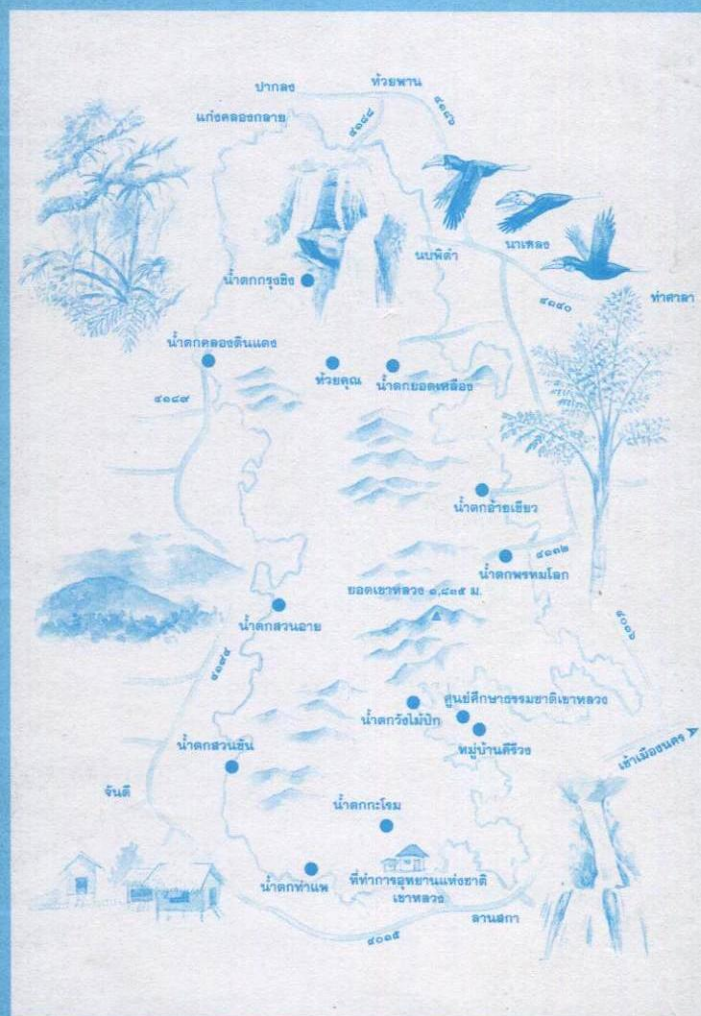 ปากลง
ห้วยพาน
แก่งคลองกลาย
๔๑๘๘
๔๑๘๖
นบพิตำ
นาเหลง
น้ำตกกรุงชิง
๔๑๔๐
ท่าศาลา
น้ำตกคลองดินแดง
ห้วยคุณ
น้ำตกยอดเหลือง
๔๑๘๙
น้ำตกอ้ายเขียว
๔๑๓๒
น้ำตกพรหมโลก
ยอดเขาหลวง ๑,๘๓๕ ม.
น้ำตกสวนอาย
๔๐๑๖
๔๑๙๔
ศูนย์ศึกษาธรรมชาติเขาหลวง
น้ำตกวังไม้ปัก
หมู่บ้านคีรีวง
น้ำตกสวนขัน
เข้าเมืองนคร
จันดี
น้ำตกกะโรม
น้ำตกท่าแพ
ที่ทำการอุทยานแห่งชาติ
เขาหลวง
ลานสกา
๔๐๑๕